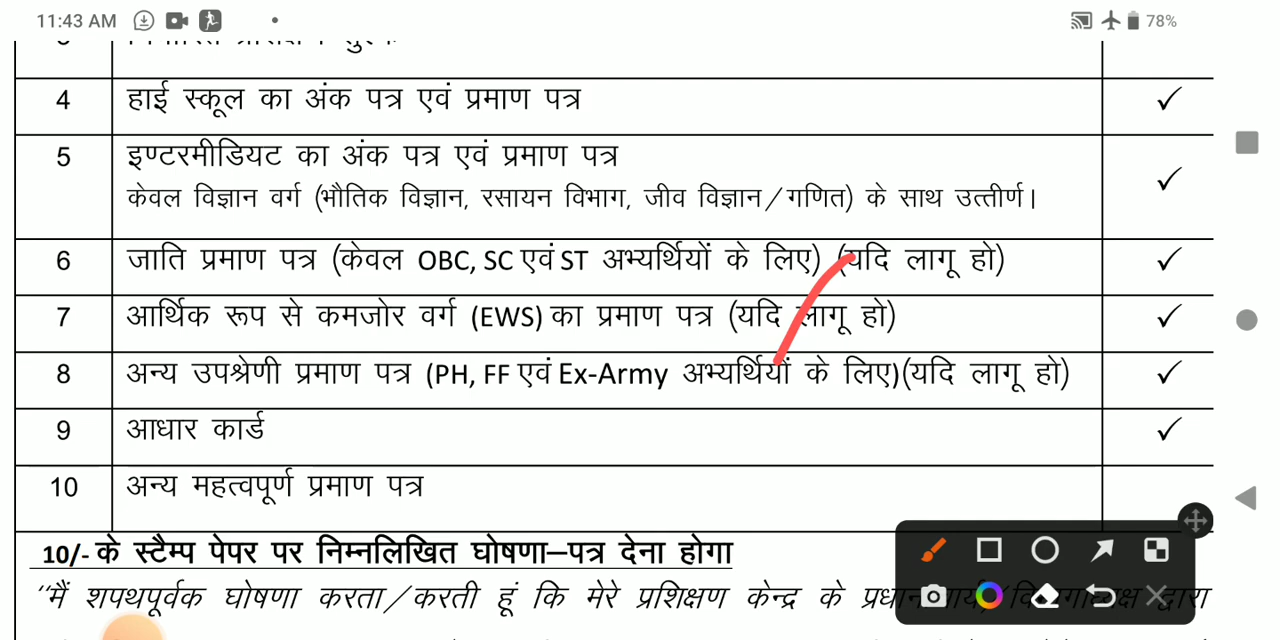 11:43 AM
78%
4 हाई स्कूल का अंक पत्र एवं प्रमाण पत्र ✓
5 इण्टरमीडियट का अंक पत्र एवं प्रमाण पत्र ✓
केवल विज्ञान वर्ग (भौतिक विज्ञान, रसायन विभाग, जीव विज्ञान/गणित) के साथ उत्तीर्ण।
6 जाति प्रमाण पत्र (केवल OBC, SC एवं ST अभ्यर्थियों के लिए) (यदि लागू हो) ✓
7 आर्थिक रूप से कमजोर वर्ग (EWS) का प्रमाण पत्र (यदि लागू हो) ✓
8 अन्य उपश्रेणी प्रमाण पत्र (PH, FF एवं Ex-Army अभ्यर्थियों के लिए)(यदि लागू हो) ✓
9 आधार कार्ड ✓
10 अन्य महत्वपूर्ण प्रमाण पत्र
10/- के स्टैम्प पेपर पर निम्नलिखित घोषणा–पत्र देना होगा
“मैं शपथपूर्वक घोषणा करता/करती हूं कि मेरे प्रशिक्षण केन्द्र के द्वारा